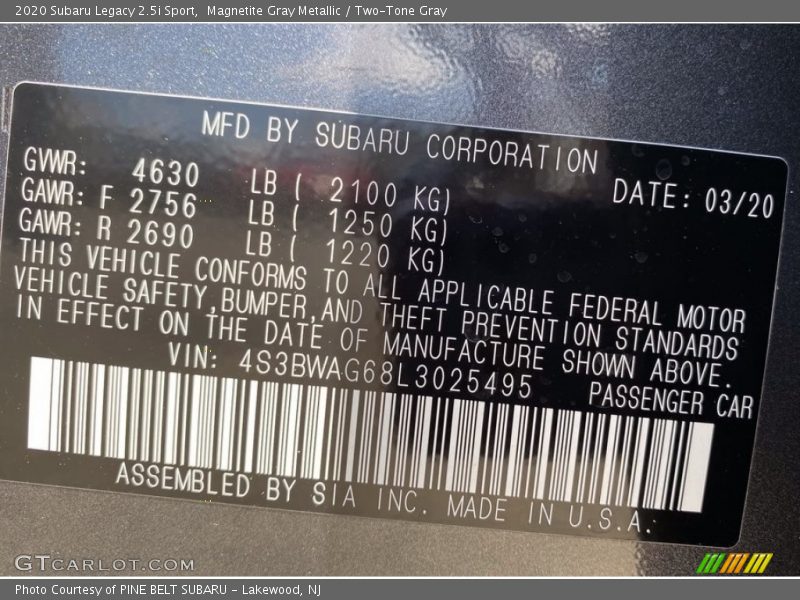 2020 Subaru Legacy 2.5i Sport,  Magnetite Gray Metallic / Two-Tone Gray
MFD BY SUBARU CORPORATION
GVWR: 4630 LB ( 2100 KG) DATE: 03/20
GAWR: F 2756 LB ( 1250 KG)
GAWR: R 2690 LB ( 1220 KG)
THIS VEHICLE CONFORMS TO ALL APPLICABLE FEDERAL MOTOR
VEHICLE SAFETY,BUMPER,AND THEFT PREVENTION STANDARDS
IN EFFECT ON THE DATE OF MANUFACTURE SHOWN ABOVE.
VIN: 4S3BWAG68L3025495 PASSENGER CAR
ASSEMBLED BY SIA INC. MADE IN U.S.A.
GTCARLOT.COM
Photo Courtesy of PINE BELT SUBARU - Lakewood, NJ